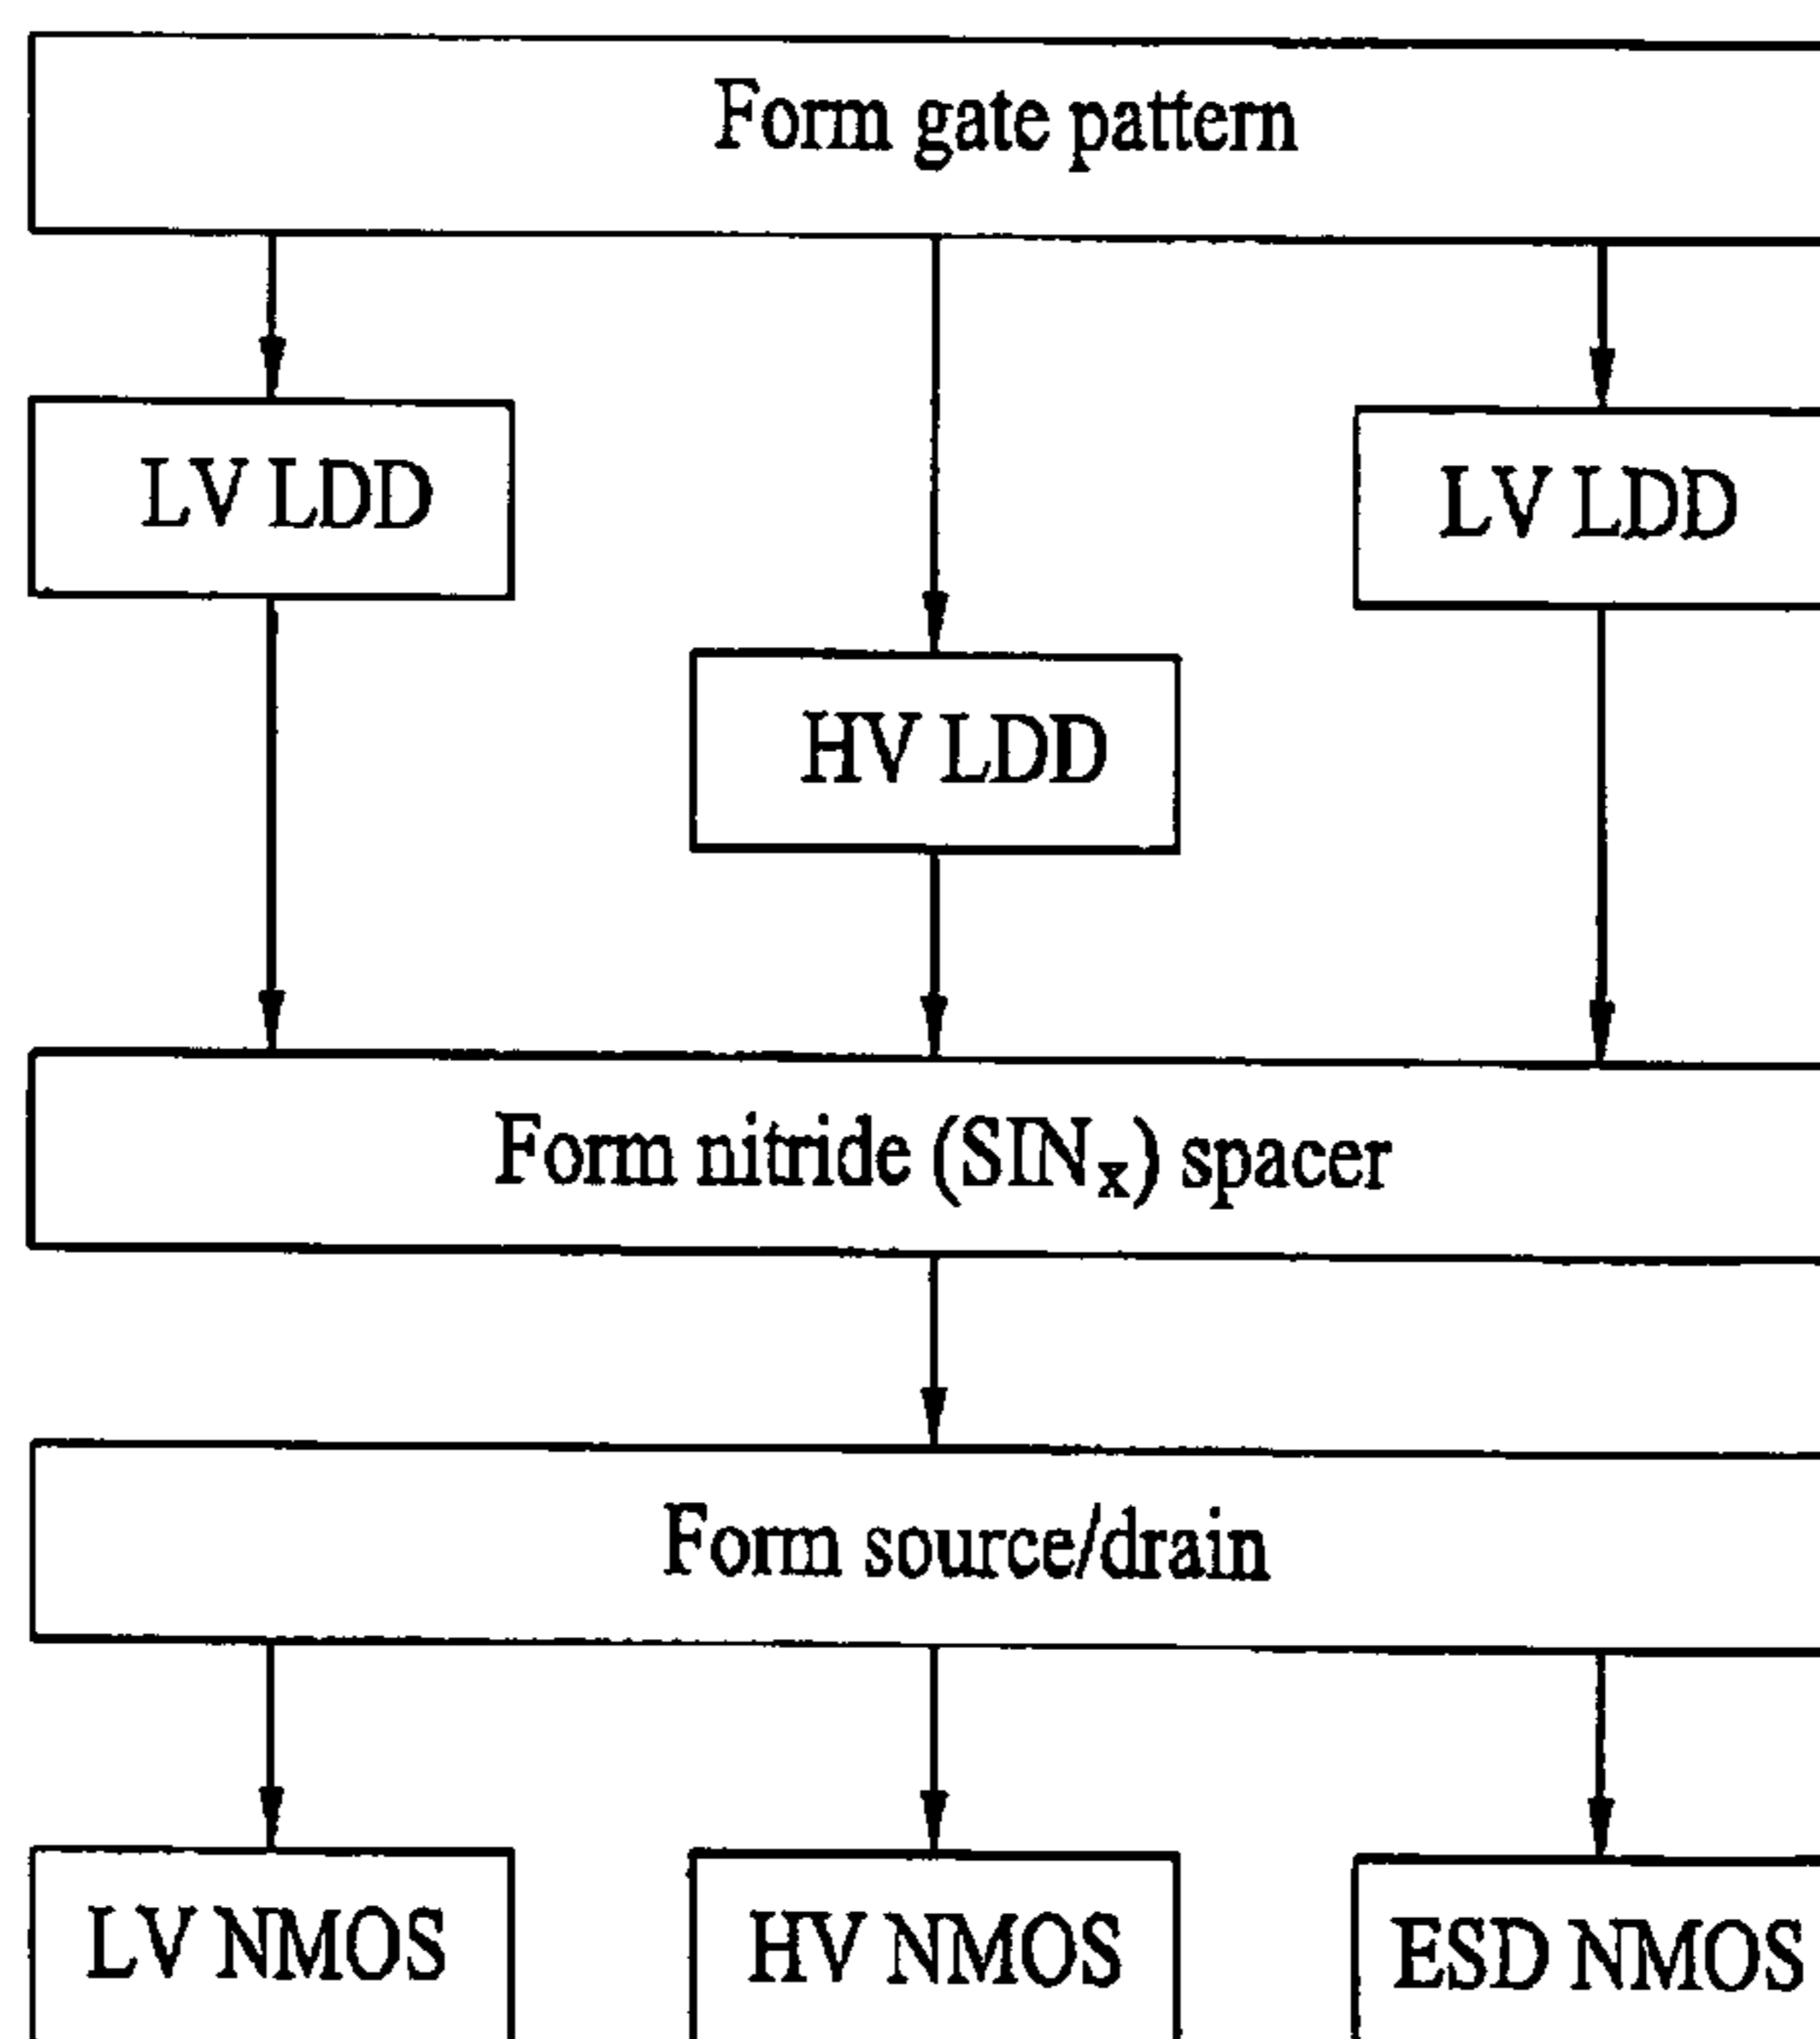 Form gate pattern
LV LDD
LV LDD
HV LDD
Form nitride (SINₓ) spacer
Form source/drain
LV NMOS
HV NMOS
ESD NMOS